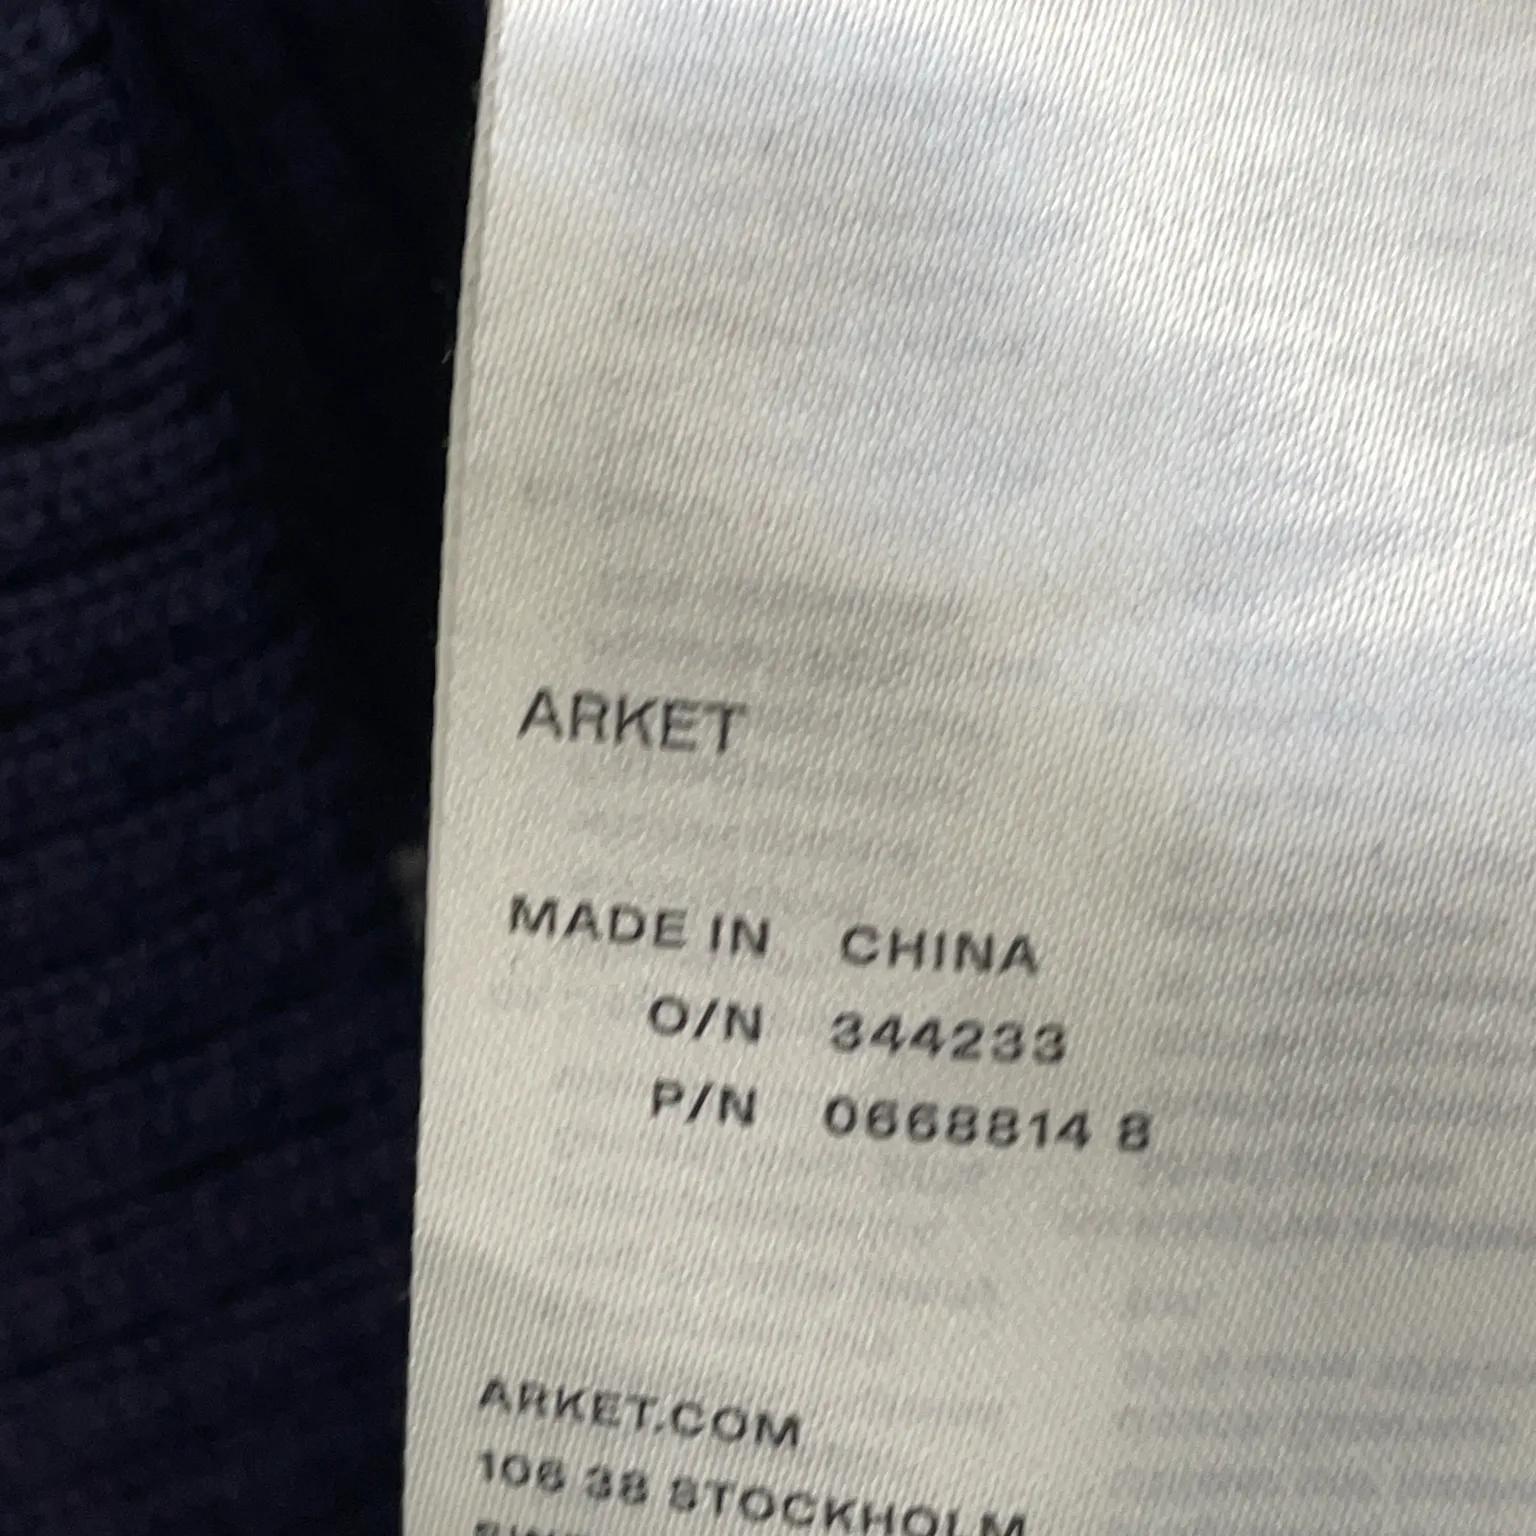 ARKET
MADE IN CHINA
O/N 344233
P/N 0668814 8
ARKET.COM
106 38 STOCKHOLM